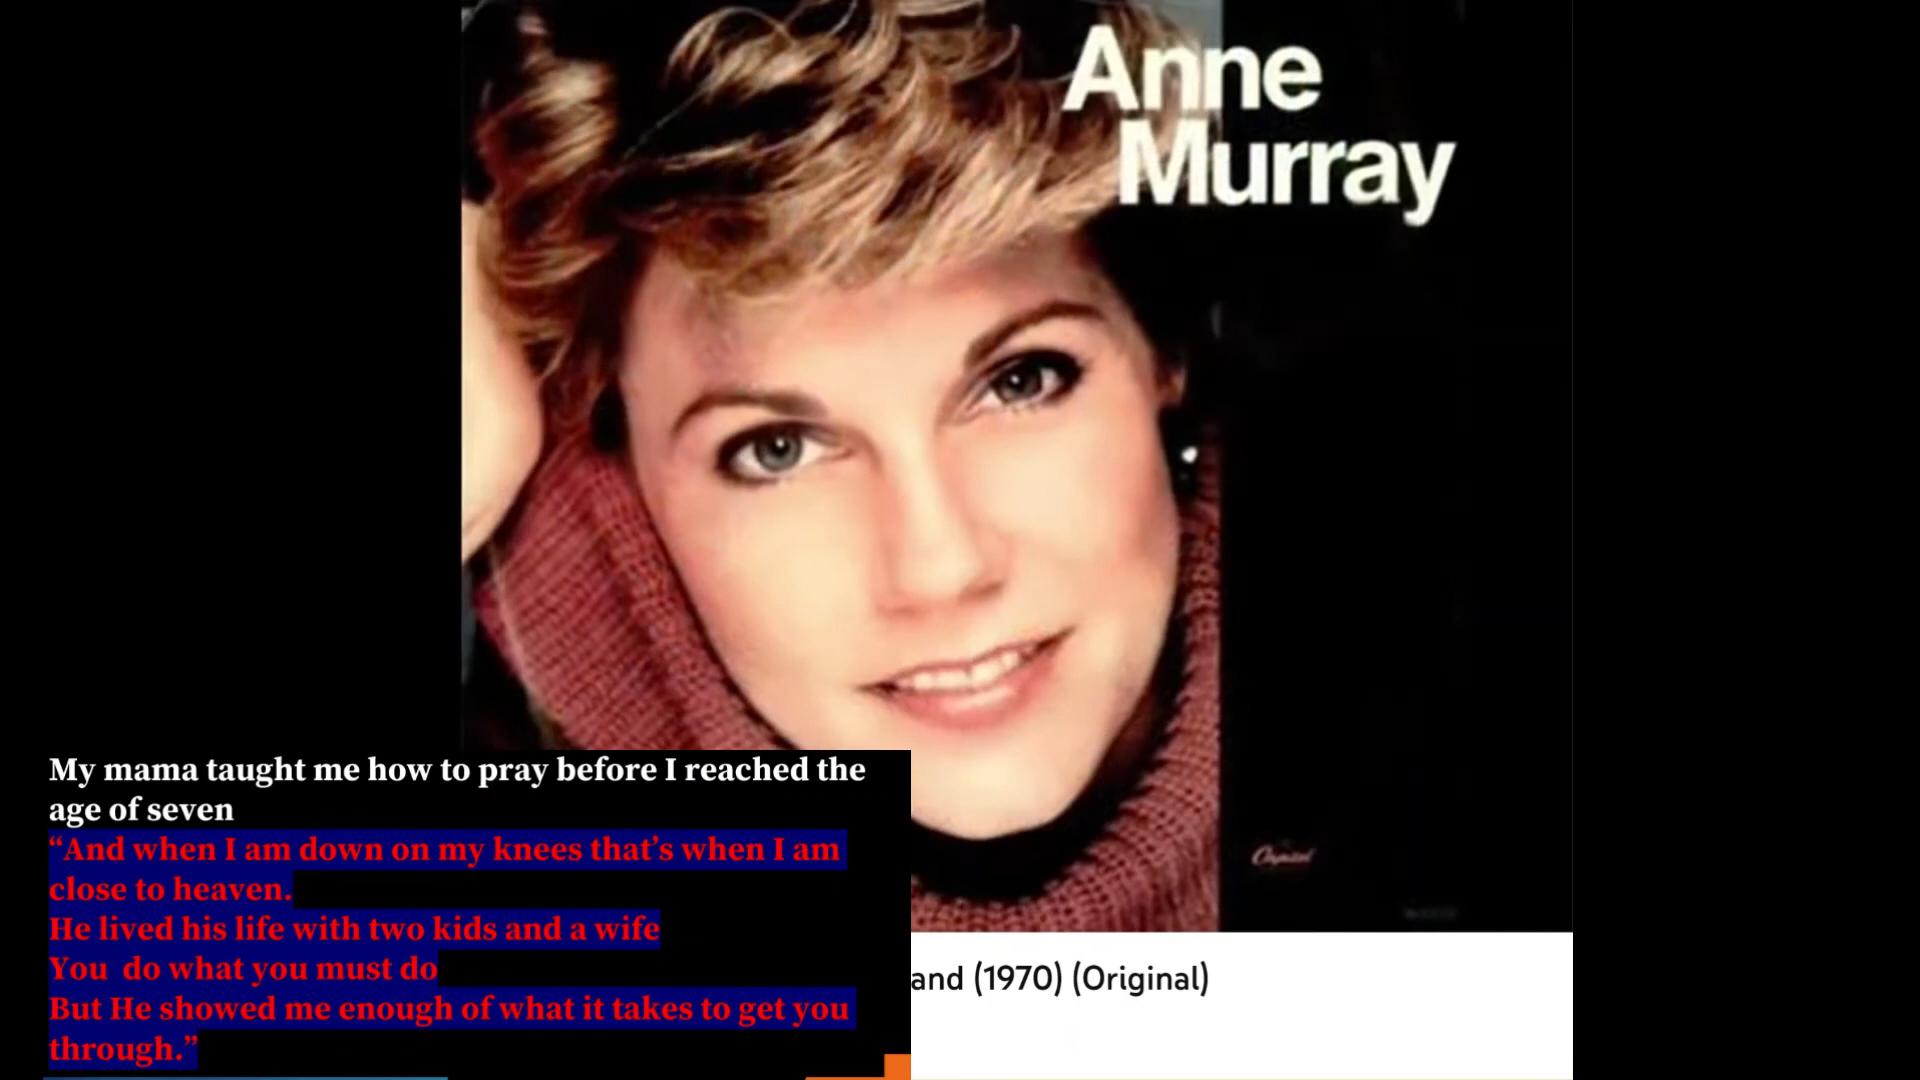 Anne
Murray
Capitol
My mama taught me how to pray before I reached the
age of seven
“And when I am down on my knees that’s when I am
close to heaven.
He lived his life with two kids and a wife
You  do what you must do
But He showed me enough of what it takes to get you
through.”
and (1970) (Original)